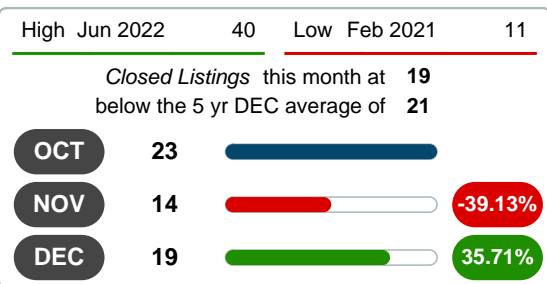 High Jun 2022 40 Low Feb 2021 11
Closed Listings this month at 19
below the 5 yr DEC average of 21
OCT 23
NOV 14 -39.13%
DEC 19 35.71%